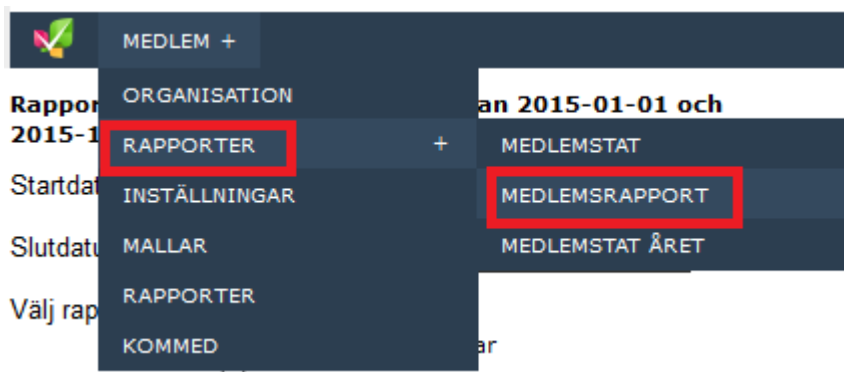 MEDLEM +
ORGANISATION
Rappor an 2015-01-01 och
2015-1
RAPPORTER + MEDLEMSTAT
Startdat
INSTÄLLNINGAR MEDLEMSRAPPORT
Slutdatu
MALLAR MEDLEMSTAT ÅRET
Välj rap
RAPPORTER
KOMMED
ar